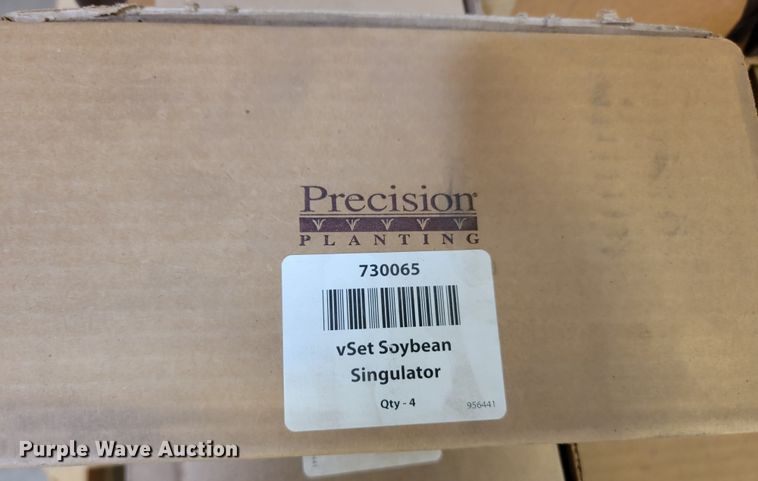 Precision
PLANTING
730065
vSet Soybean
Singulator
Qty - 4
956441
Purple Wave Auction